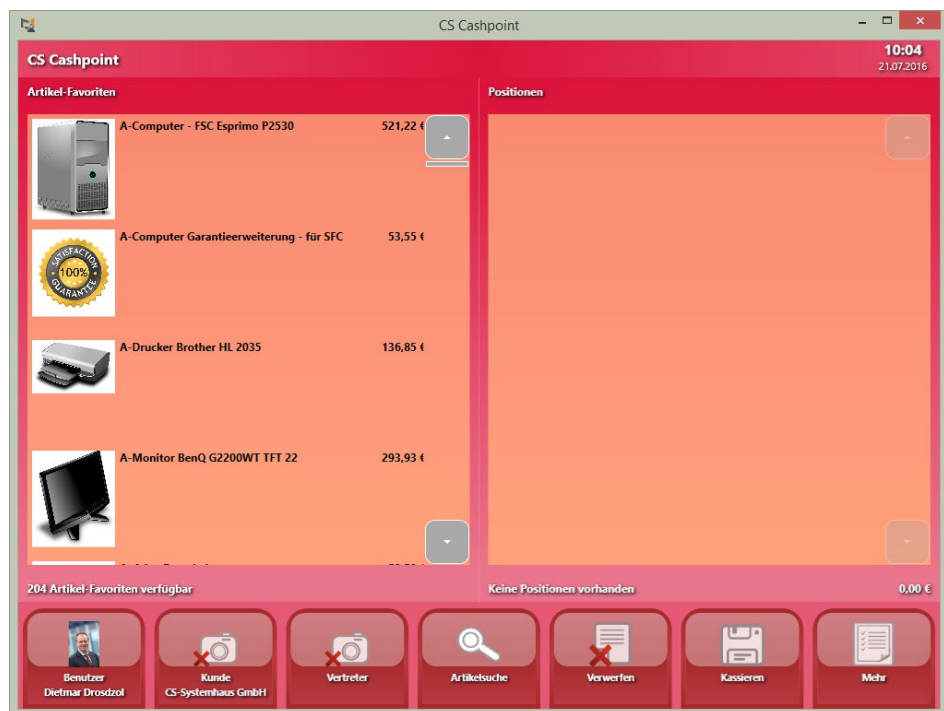 CS Cashpoint
CS Cashpoint
10:04
21.07.2016
Artikel-Favoriten
Positionen
A-Computer - FSC Esprimo P2530 521,22 €
A-Computer Garantieerweiterung - für SFC 53,55 €
SATISFACTION
100%
GUARANTEE
A-Drucker Brother HL 2035 136,85 €
A-Monitor BenQ G2200WT TFT 22 293,93 €
204 Artikel-Favoriten verfügbar
Keine Positionen vorhanden 0,00 €
Benutzer
Dietmar Drosdzol
Kunde
CS-Systemhaus GmbH
Vertreter
Artikelsuche
Verwerfen
Kassieren
Mehr